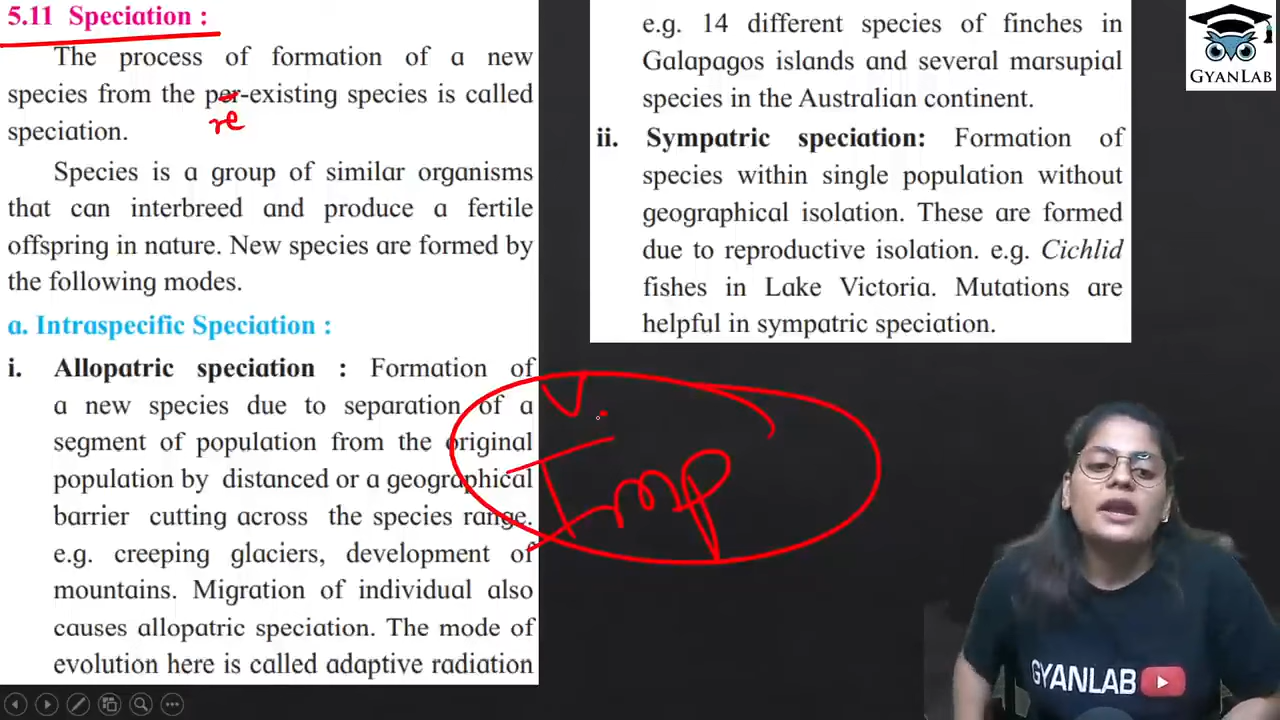 5.11 Speciation :
The process of formation of a new
species from the per-existing species is called
re
speciation.
Species is a group of similar organisms
that can interbreed and produce a fertile
offspring in nature. New species are formed by
the following modes.
a. Intraspecific Speciation :
i. Allopatric speciation : Formation of
a new species due to separation of a
segment of population from the original
population by distanced or a geographical
barrier cutting across the species range.
e.g. creeping glaciers, development of
mountains. Migration of individual also
causes allopatric speciation. The mode of
evolution here is called adaptive radiation
e.g. 14 different species of finches in
Galapagos islands and several marsupial
species in the Australian continent.
ii. Sympatric speciation: Formation of
species within single population without
geographical isolation. These are formed
due to reproductive isolation. e.g. Cichlid
fishes in Lake Victoria. Mutations are
helpful in sympatric speciation.
V.
Imp
GYANLAB
GYANLAB